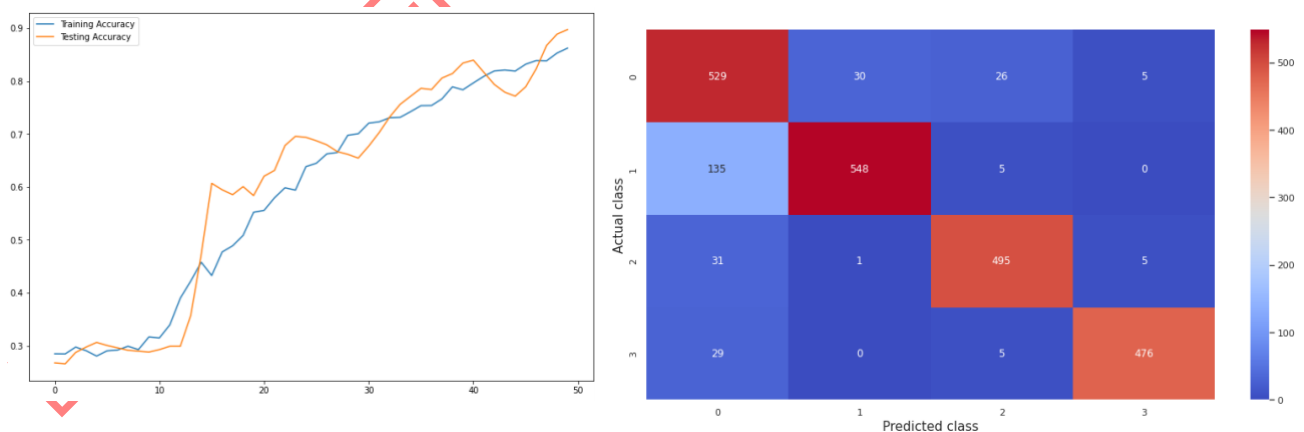 Training Accuracy
Testing Accuracy
0.9
0.8
0.7
0.6
0.5
0.4
0.3
0 10 20 30 40 50
Actual class
0 529 30 26 5
1 135 548 5 0
2 31 1 495 5
3 29 0 5 476
0 1 2 3
Predicted class
500
400
300
200
100
0